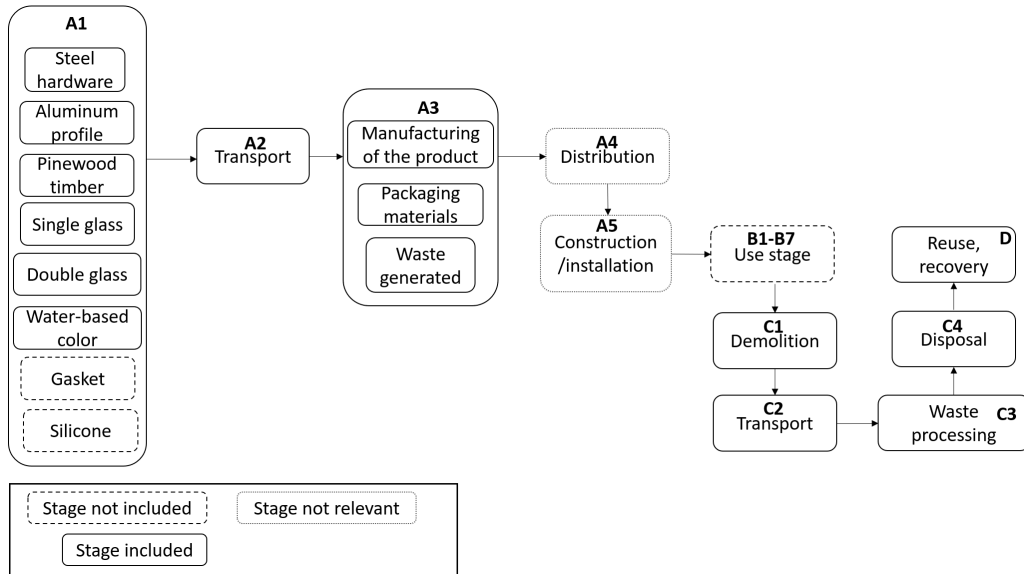 A1
Steel
hardware
Aluminum
profile
Pinewood
timber
Single glass
Double glass
Water-based
color
Gasket
Silicone
A2
Transport
A3
Manufacturing
of the product
Packaging
materials
Waste
generated
A4
Distribution
A5
Construction
/installation
B1-B7
Use stage
C1
Demolition
C2
Transport
Waste C3
processing
C4
Disposal
Reuse, D
recovery
Stage not included
Stage not relevant
Stage included